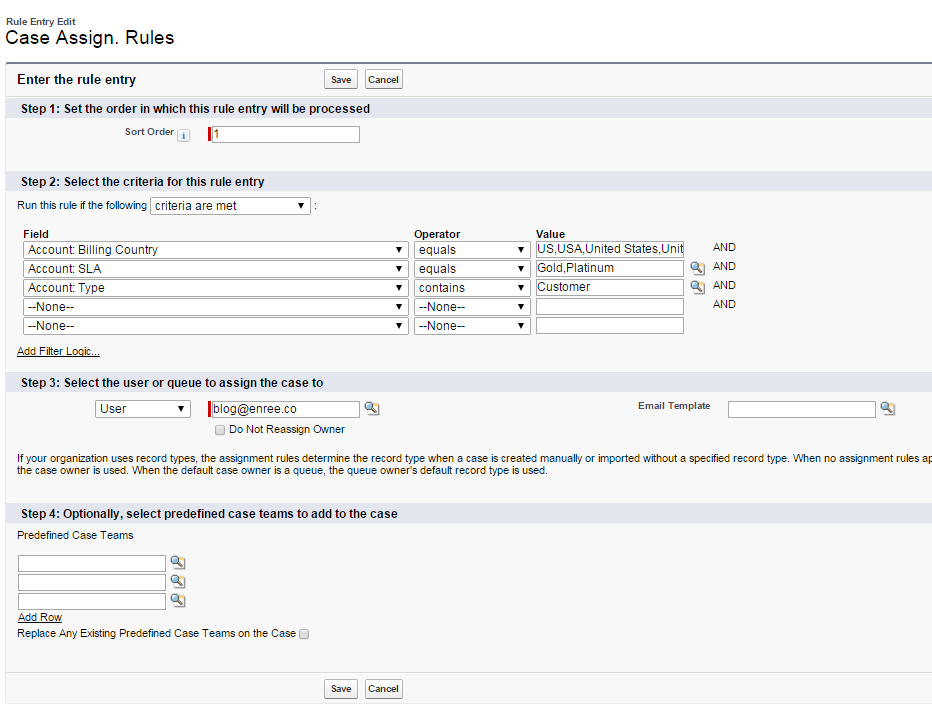 Rule Entry Edit
Case Assign. Rules
Enter the rule entry Save Cancel
Step 1: Set the order in which this rule entry will be processed
Sort Order i 1
Step 2: Select the criteria for this rule entry
Run this rule if the following criteria are met :
Field Operator Value
Account: Billing Country equals US,USA,United States,Unit AND
Account: SLA equals Gold,Platinum AND
Account: Type contains Customer AND
--None-- --None-- AND
--None-- --None--
Add Filter Logic...
Step 3: Select the user or queue to assign the case to
User blog@enree.co Email Template
Do Not Reassign Owner
If your organization uses record types, the assignment rules determine the record type when a case is created manually or imported without a specified record type. When no assignment rules ap
the case owner is used. When the default case owner is a queue, the queue owner's default record type is used.
Step 4: Optionally, select predefined case teams to add to the case
Predefined Case Teams
Add Row
Replace Any Existing Predefined Case Teams on the Case
Save Cancel